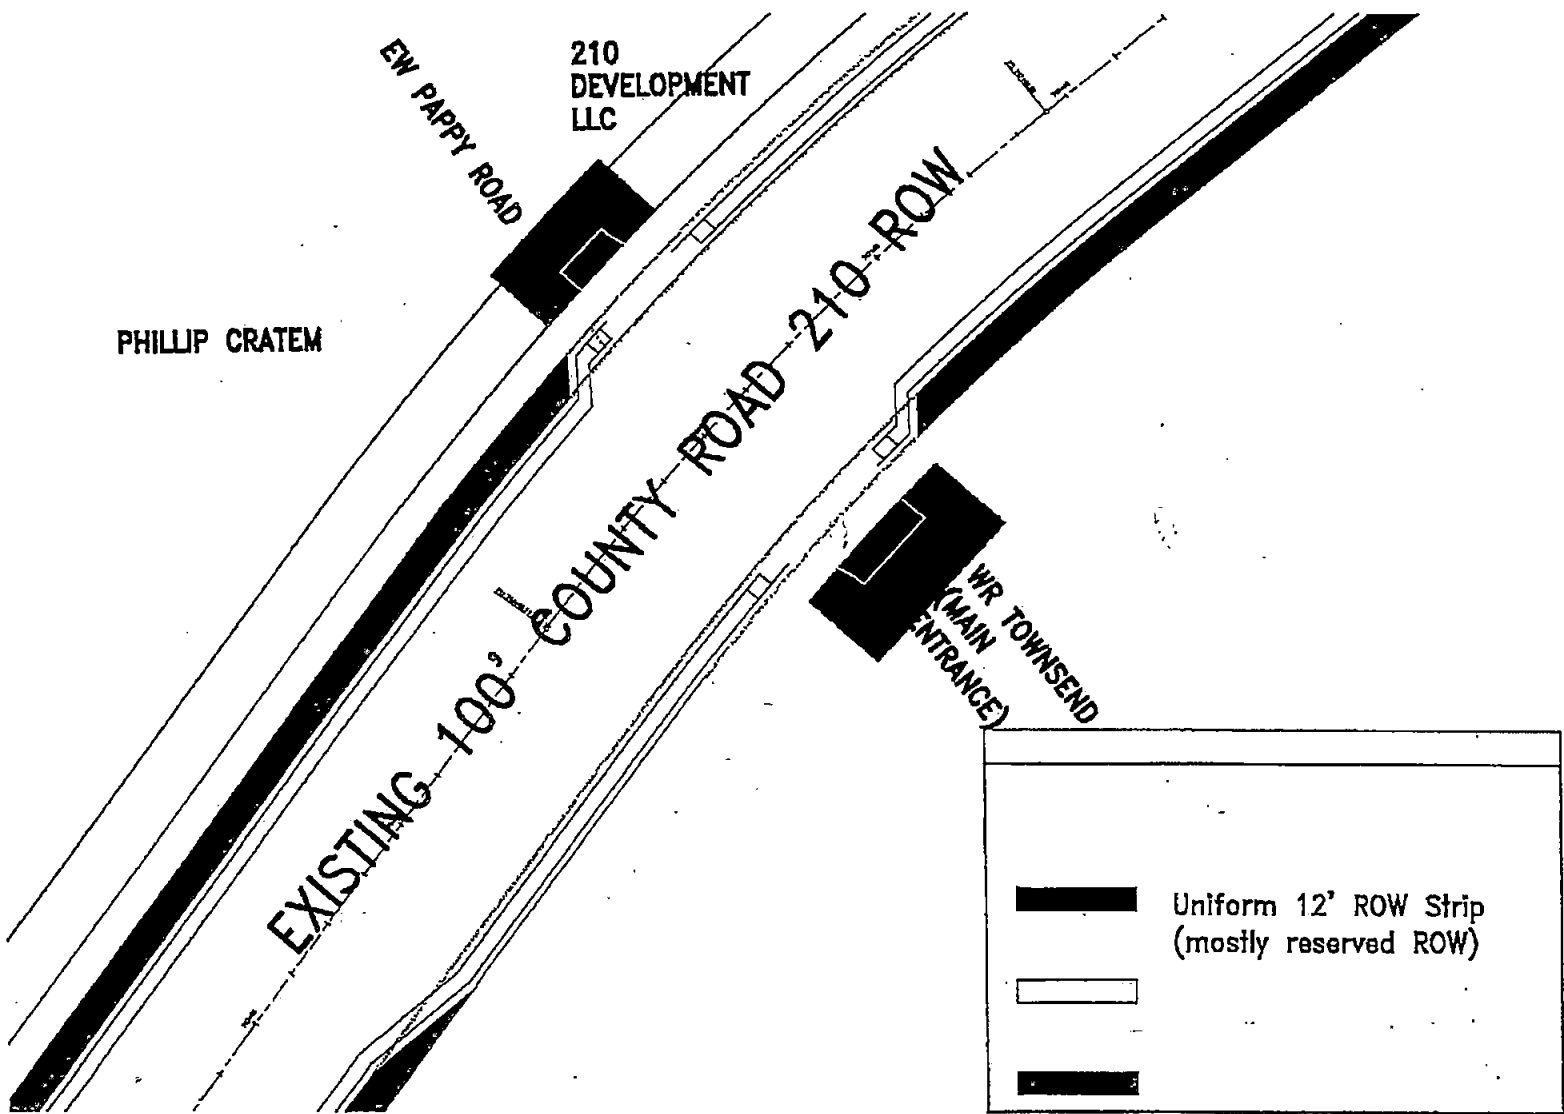 210
DEVELOPMENT
LLC
EW PAPPY ROAD
PHILLIP CRATEM
EXISTING 100' COUNTY ROAD 210 ROW
WR TOWNSEND
(MAIN
ENTRANCE)
Uniform 12' ROW Strip
(mostly reserved ROW)